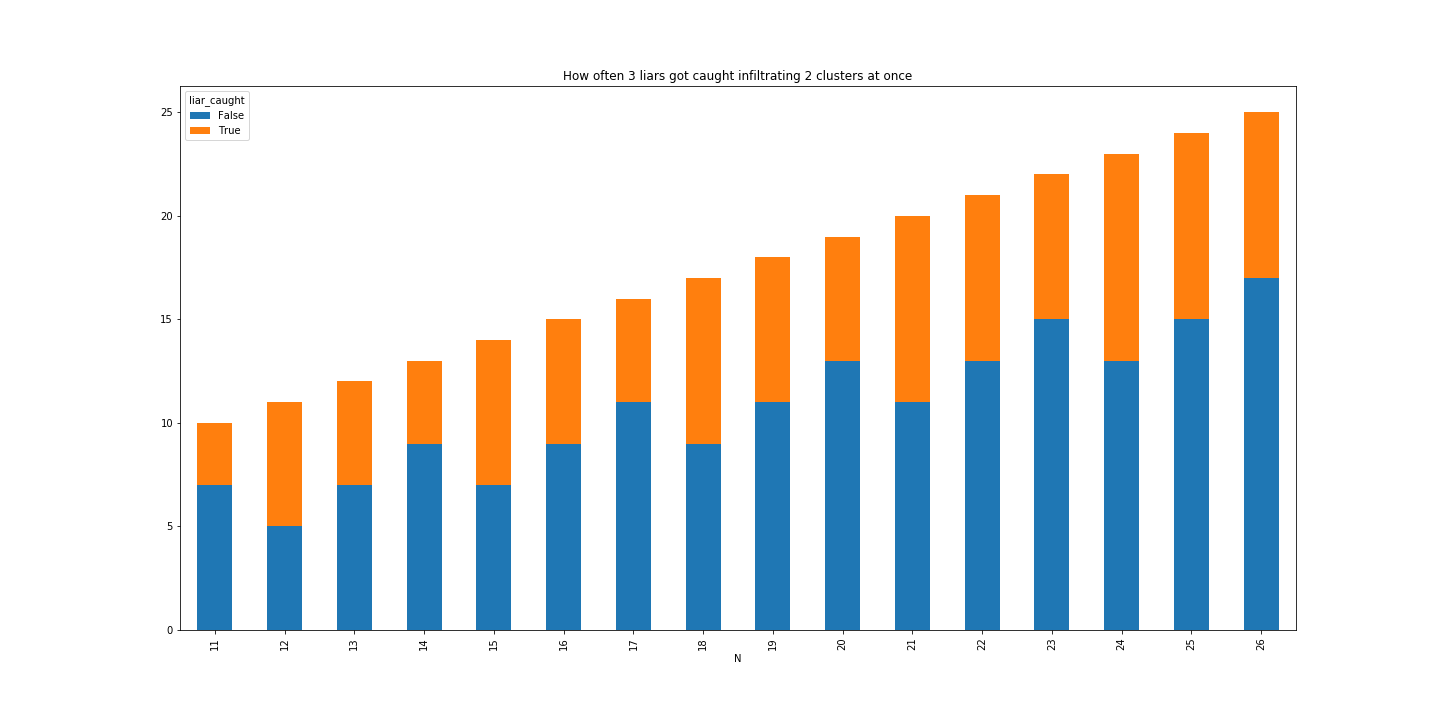 How often 3 liars got caught infiltrating 2 clusters at once
liar_caught
False
True
25
20
15
10
5
0
11 12 13 14 15 16 17 18 19 20 21 22 23 24 25 26
N